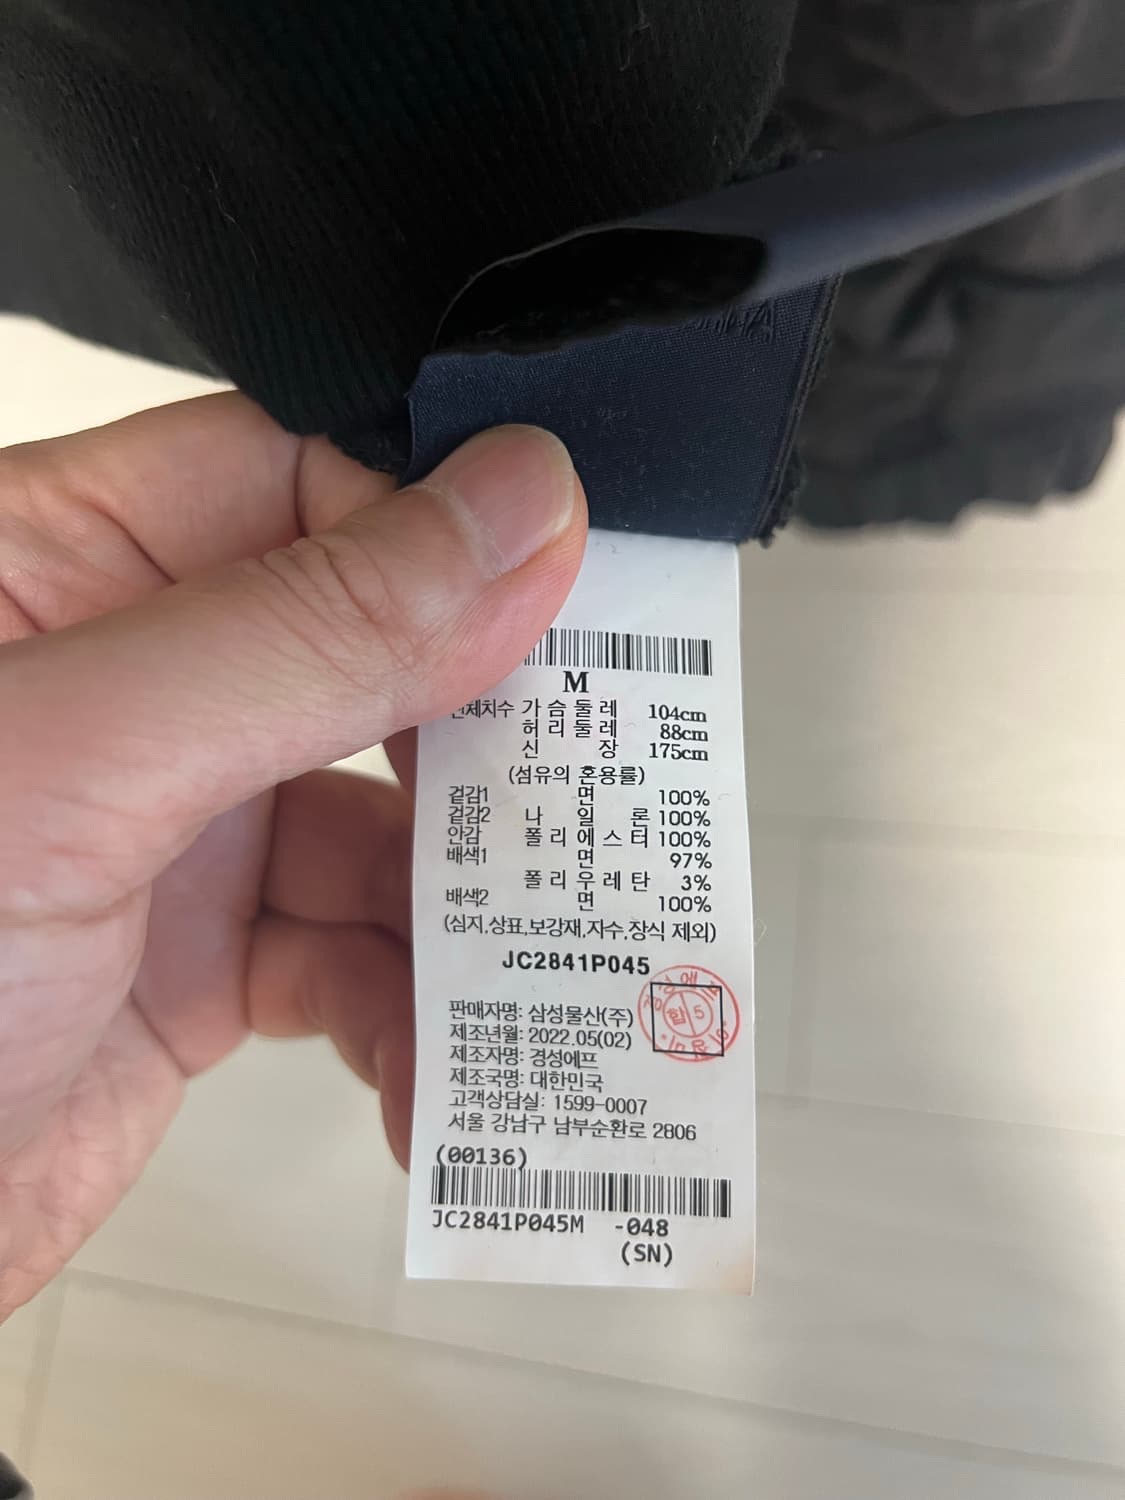 M
체치수 가슴둘레 104cm
허리둘레 88cm
신장 175cm
(섬유의 혼용률)
겉감1 면 100%
겉감2 나일론 100%
안감 폴리에스터 100%
배색1 면 97%
폴리우레탄 3%
배색2 면 100%
(심지,상표,보강재,자수,장식 제외)
JC2841P045
합 5
판매자명: 삼성물산(주)
제조년월: 2022.05(02)
제조자명: 경성에프
제조국명: 대한민국
고객상담실: 1599-0007
서울 강남구 남부순환로 2806
(00136)
JC2841P045M -048
(SN)